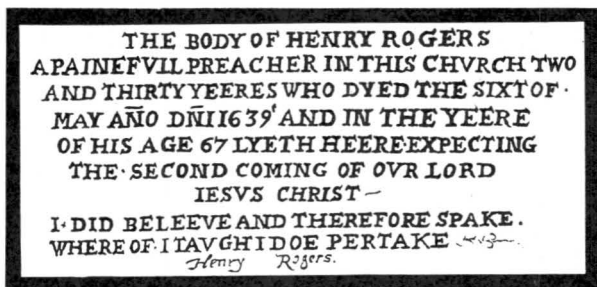 THE BODY OF HENRY ROGERS
A PAINEFVLL PREACHER IN THIS CHVRCH TWO
AND THIRTY YEERES WHO DYED THE SIXT OF ·
MAY AÑO DÑI 1639 AND IN THE YEERE
OF HIS AGE 67 LYETH HEERE·EXPECTING
THE · SECOND COMING OF OVR LORD
IESVS CHRIST ~
I · DID BELEEVE AND THEREFORE SPAKE .
WHERE OF · I TAVGH I DOE PERTAKE
Henry Rogers.